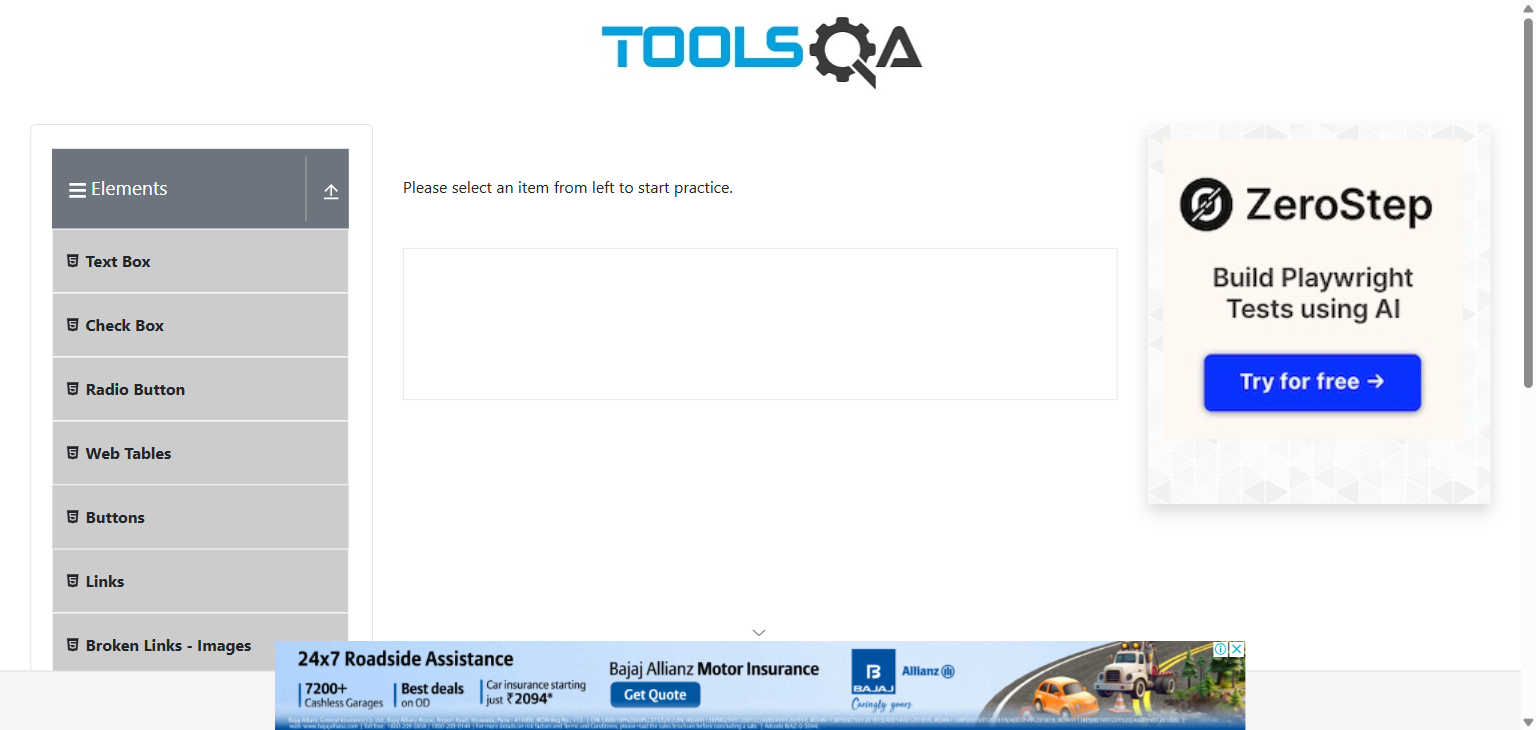 TOOLSQA
Elements
Text Box
Check Box
Radio Button
Web Tables
Buttons
Links
Broken Links - Images
Please select an item from left to start practice.
ZeroStep
Build Playwright
Tests using AI
Try for free →
24x7 Roadside Assistance
7200+
Cashless Garages
Best deals
on OD
Car insurance starting
just ₹2094*
Bajaj Allianz Motor Insurance
Get Quote
B
BAJAJ
Allianz
Caringly yours